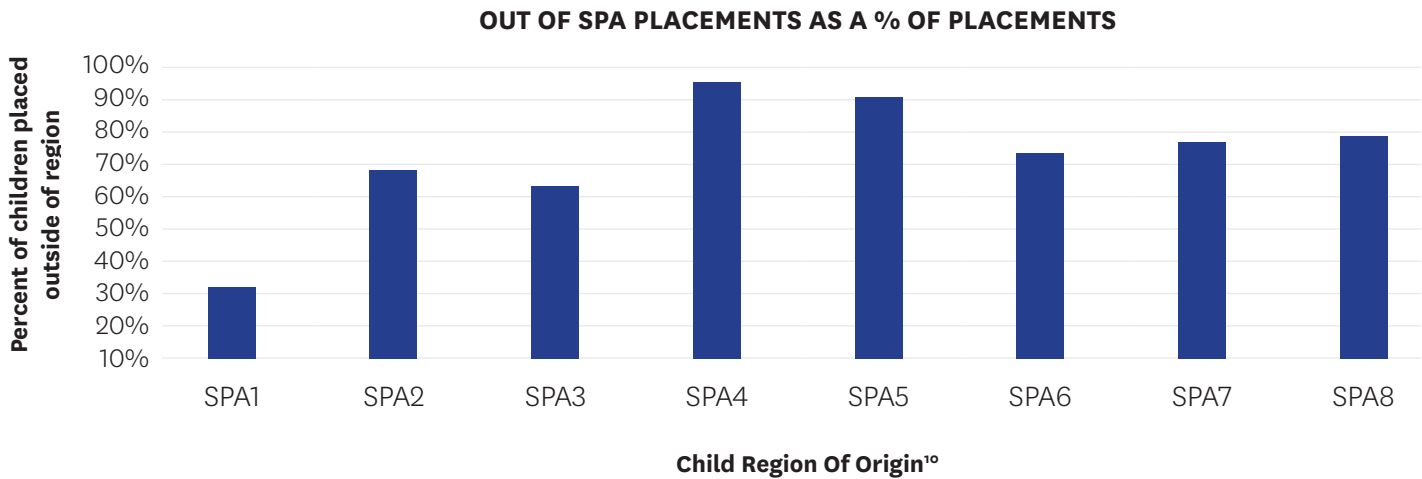 OUT OF SPA PLACEMENTS AS A % OF PLACEMENTS
Percent of children placed
outside of region
100%
90%
80%
70%
60%
50%
40%
30%
20%
10%
SPA1 SPA2 SPA3 SPA4 SPA5 SPA6 SPA7 SPA8
Child Region Of Origin¹⁰